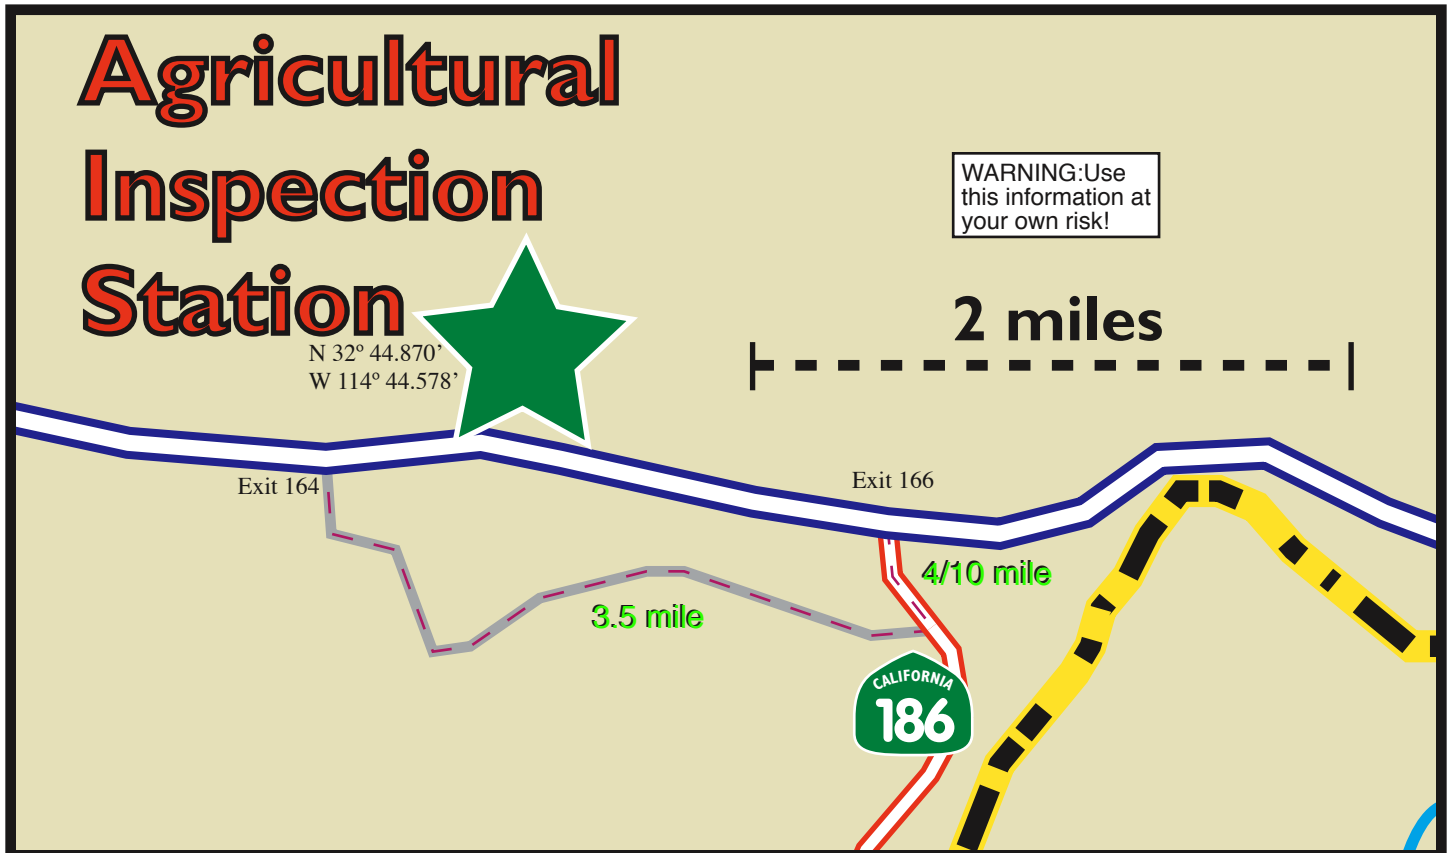 Agricultural
Inspection
Station
N 32º 44.870’
W 114º 44.578’
WARNING:Use
this information at
your own risk!
2 miles
Exit 164
Exit 166
4/10 mile
3.5 mile
CALIFORNIA
186